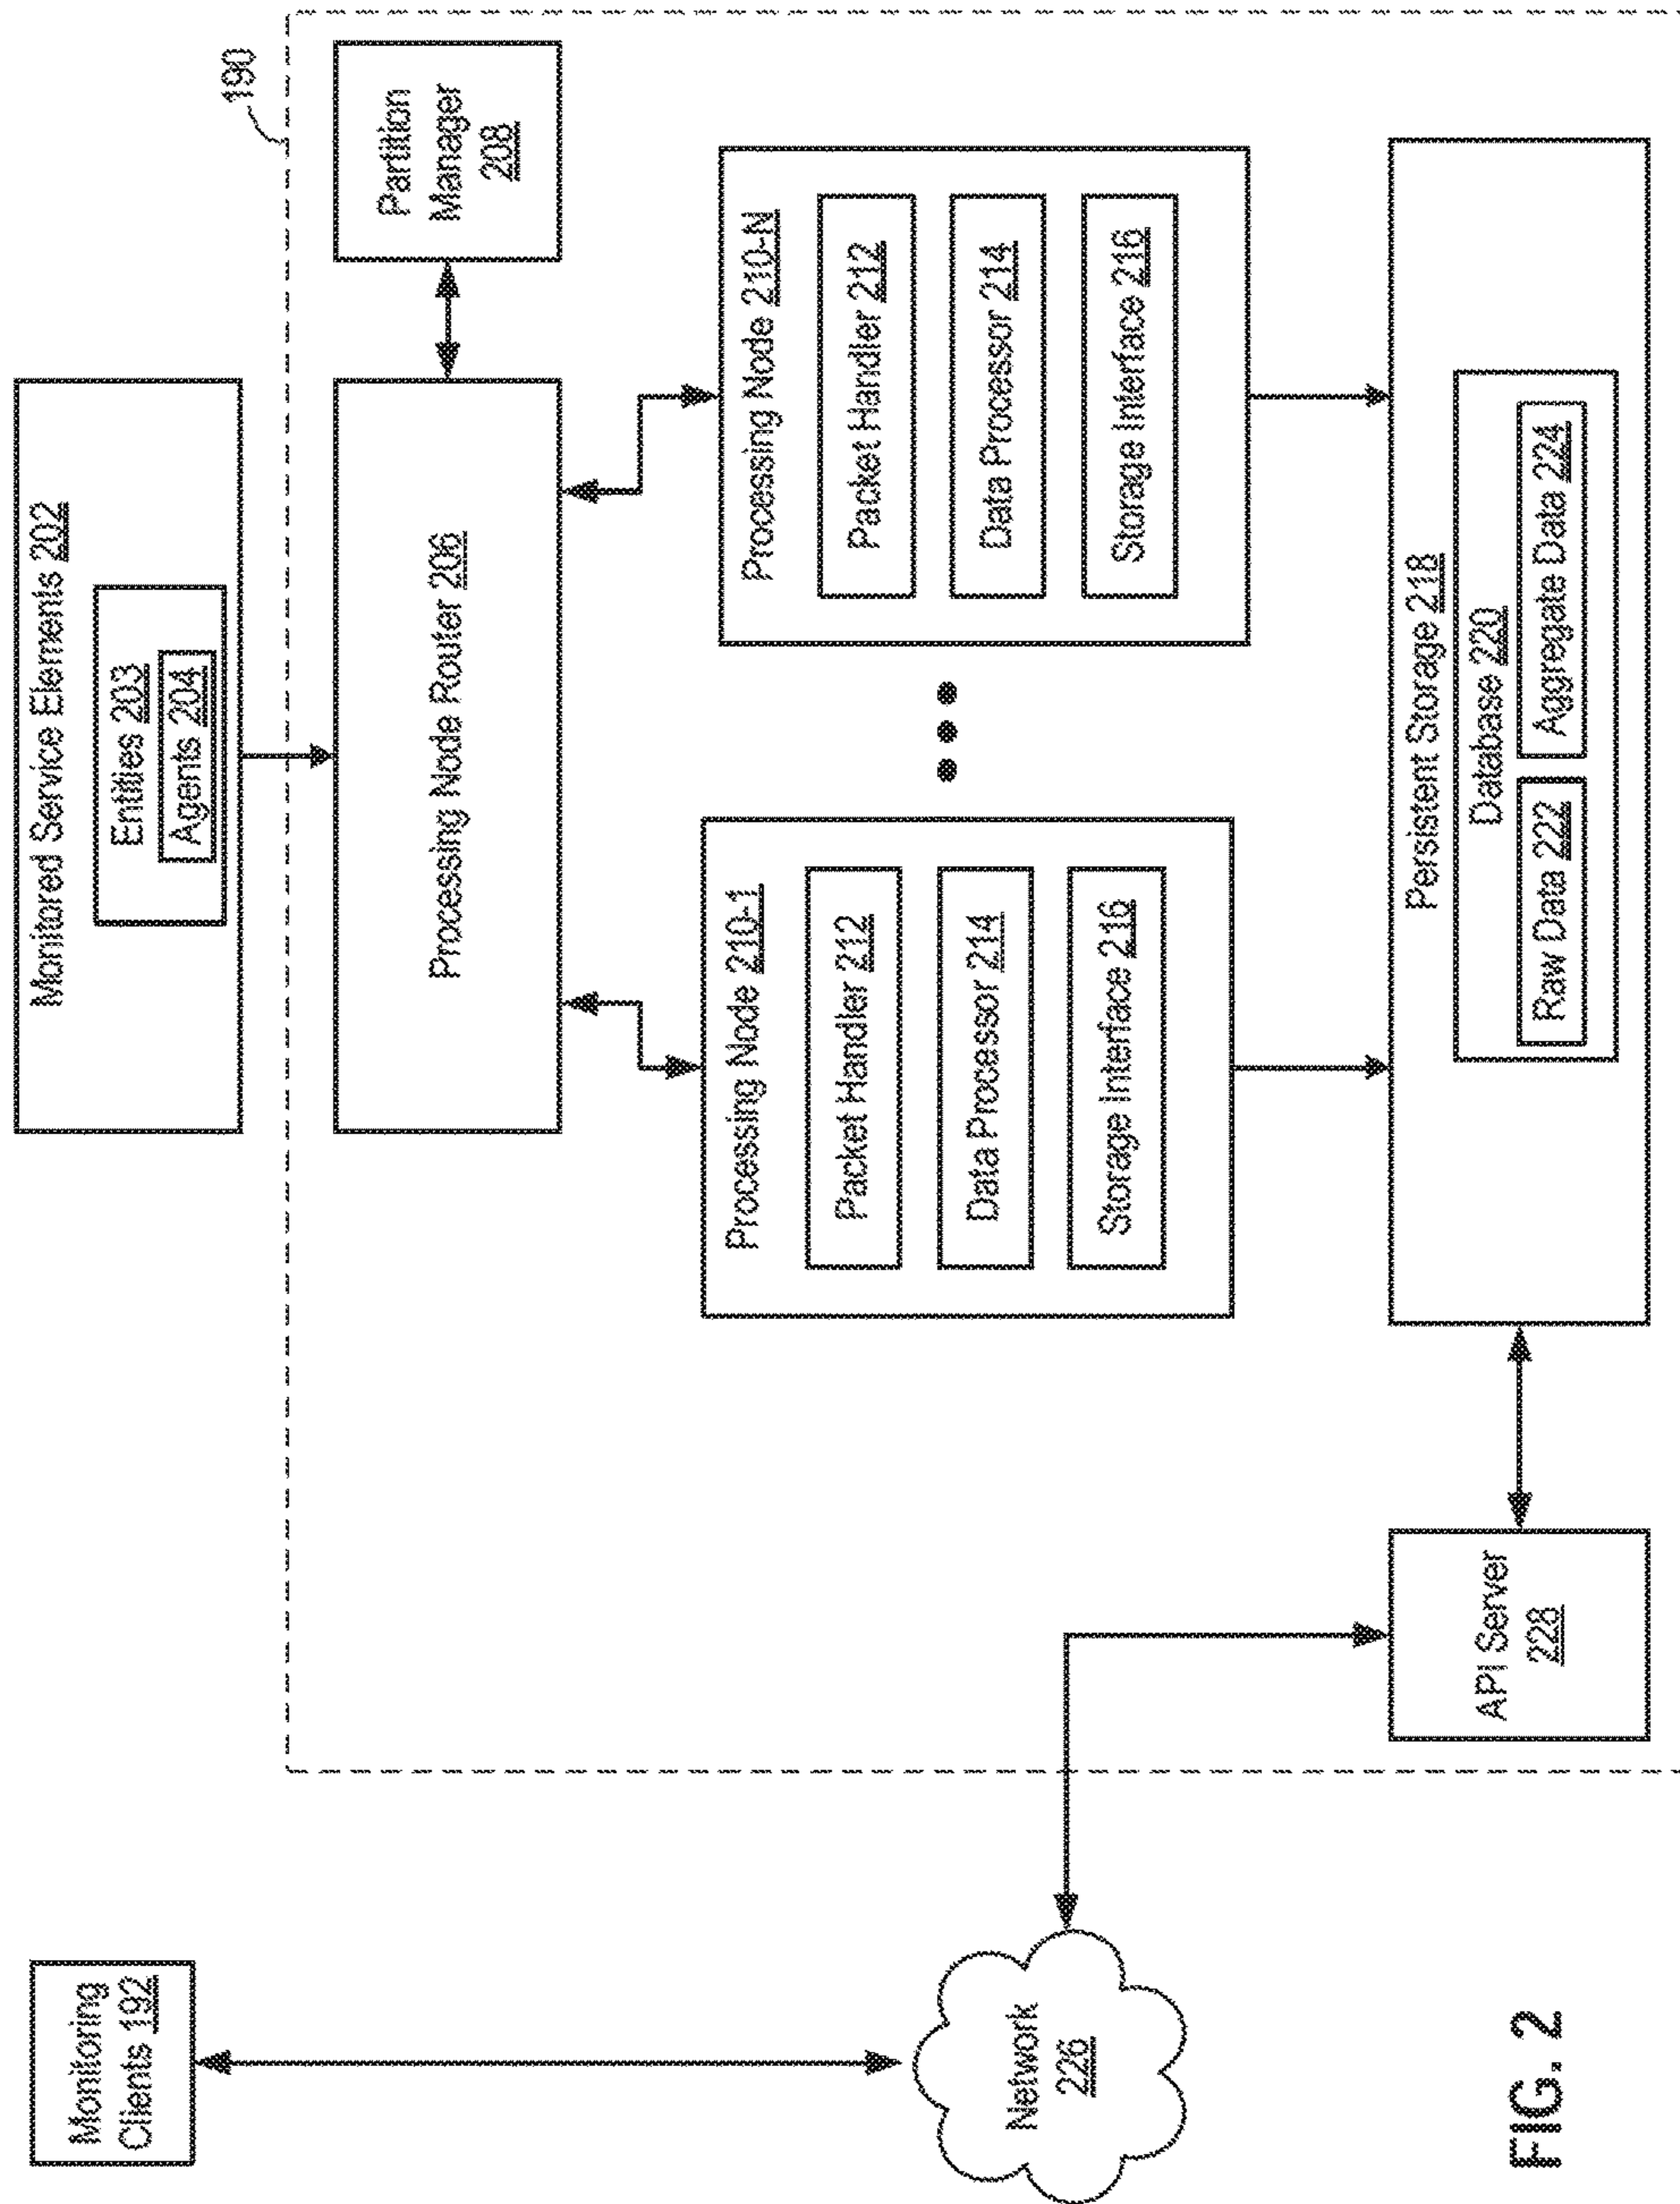 Monitoring
Clients 192
Monitored Service Elements 202
Entities 203
Agents 204
190
Processing Node Router 206
Partition
Manager
208
Processing Node 210-1
Packet Handler 212
Data Processor 214
Storage Interface 216
Processing Node 210-N
Packet Handler 212
Data Processor 214
Storage Interface 216
Network
226
API Server
228
Persistent Storage 218
Database 220
Raw Data 222
Aggregate Data 224
FIG. 2